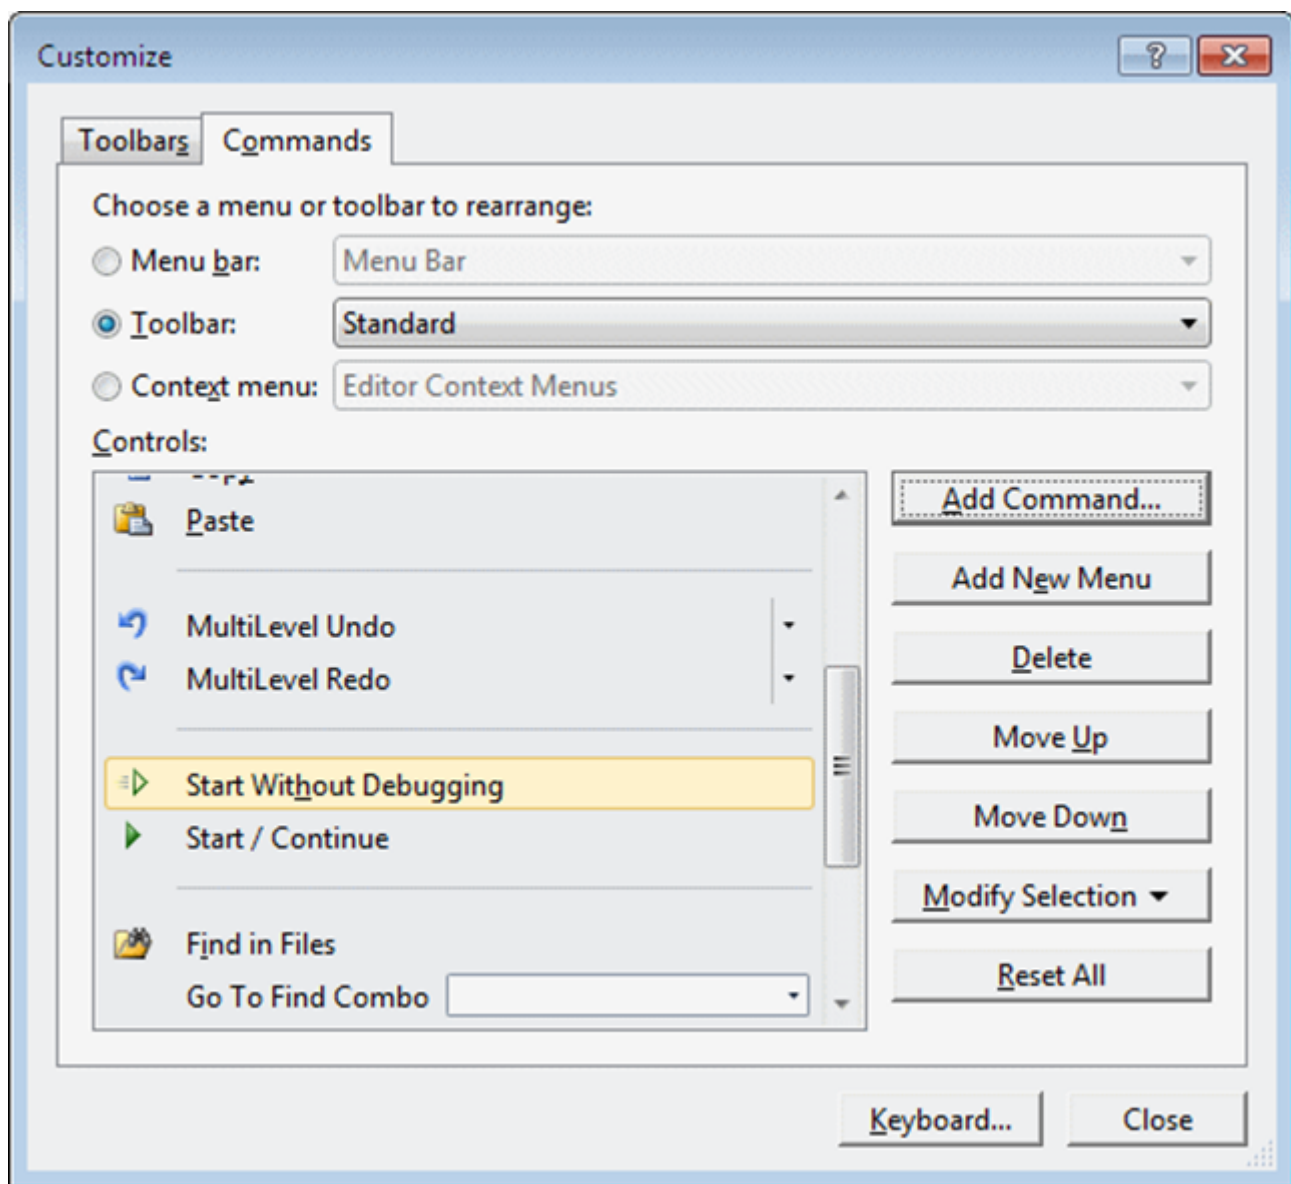 Customize
Toolbars Commands
Choose a menu or toolbar to rearrange:
Menu bar: Menu Bar
Toolbar: Standard
Context menu: Editor Context Menus
Controls:
Add Command...
Paste
Add New Menu
MultiLevel Undo
Delete
MultiLevel Redo
Move Up
Start Without Debugging
Move Down
Start / Continue
Modify Selection
Find in Files
Reset All
Go To Find Combo
Keyboard... Close